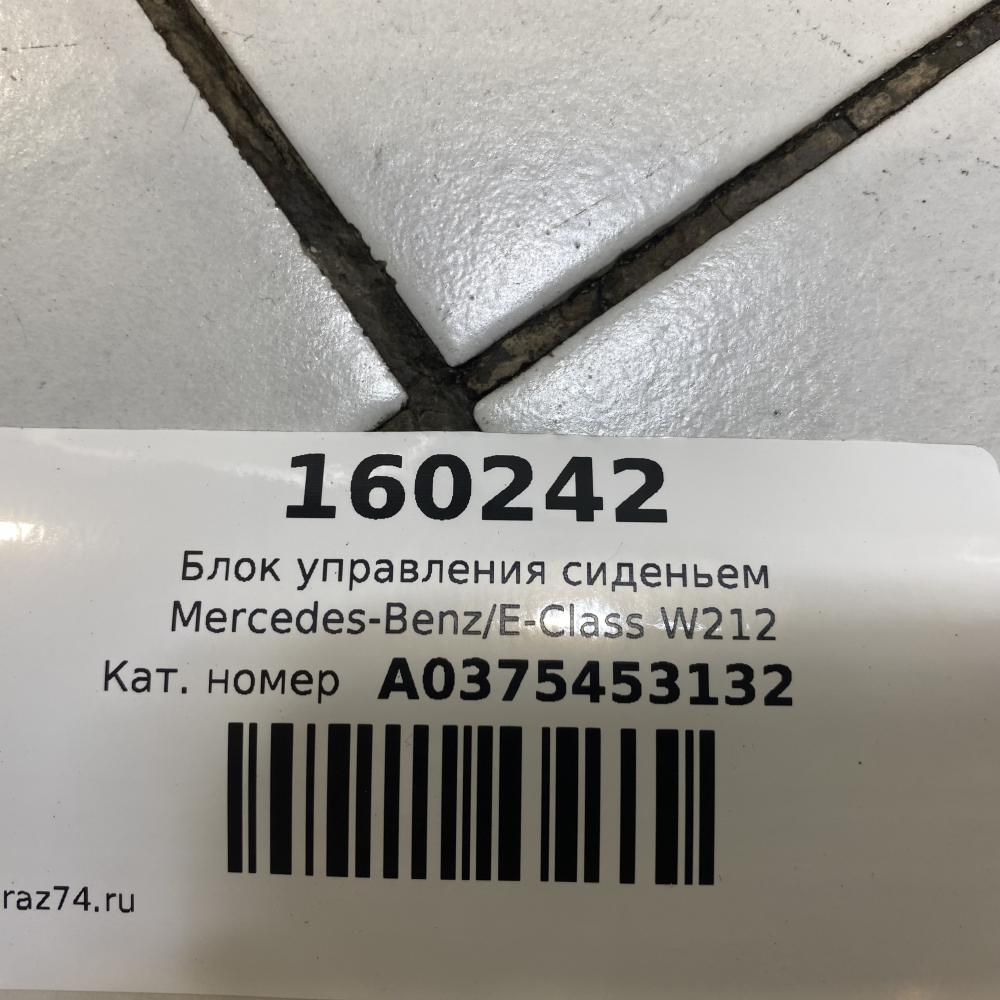 160242
Блок управления сиденьем
Mercedes-Benz/E-Class W212
Кат. номер A0375453132
raz74.ru